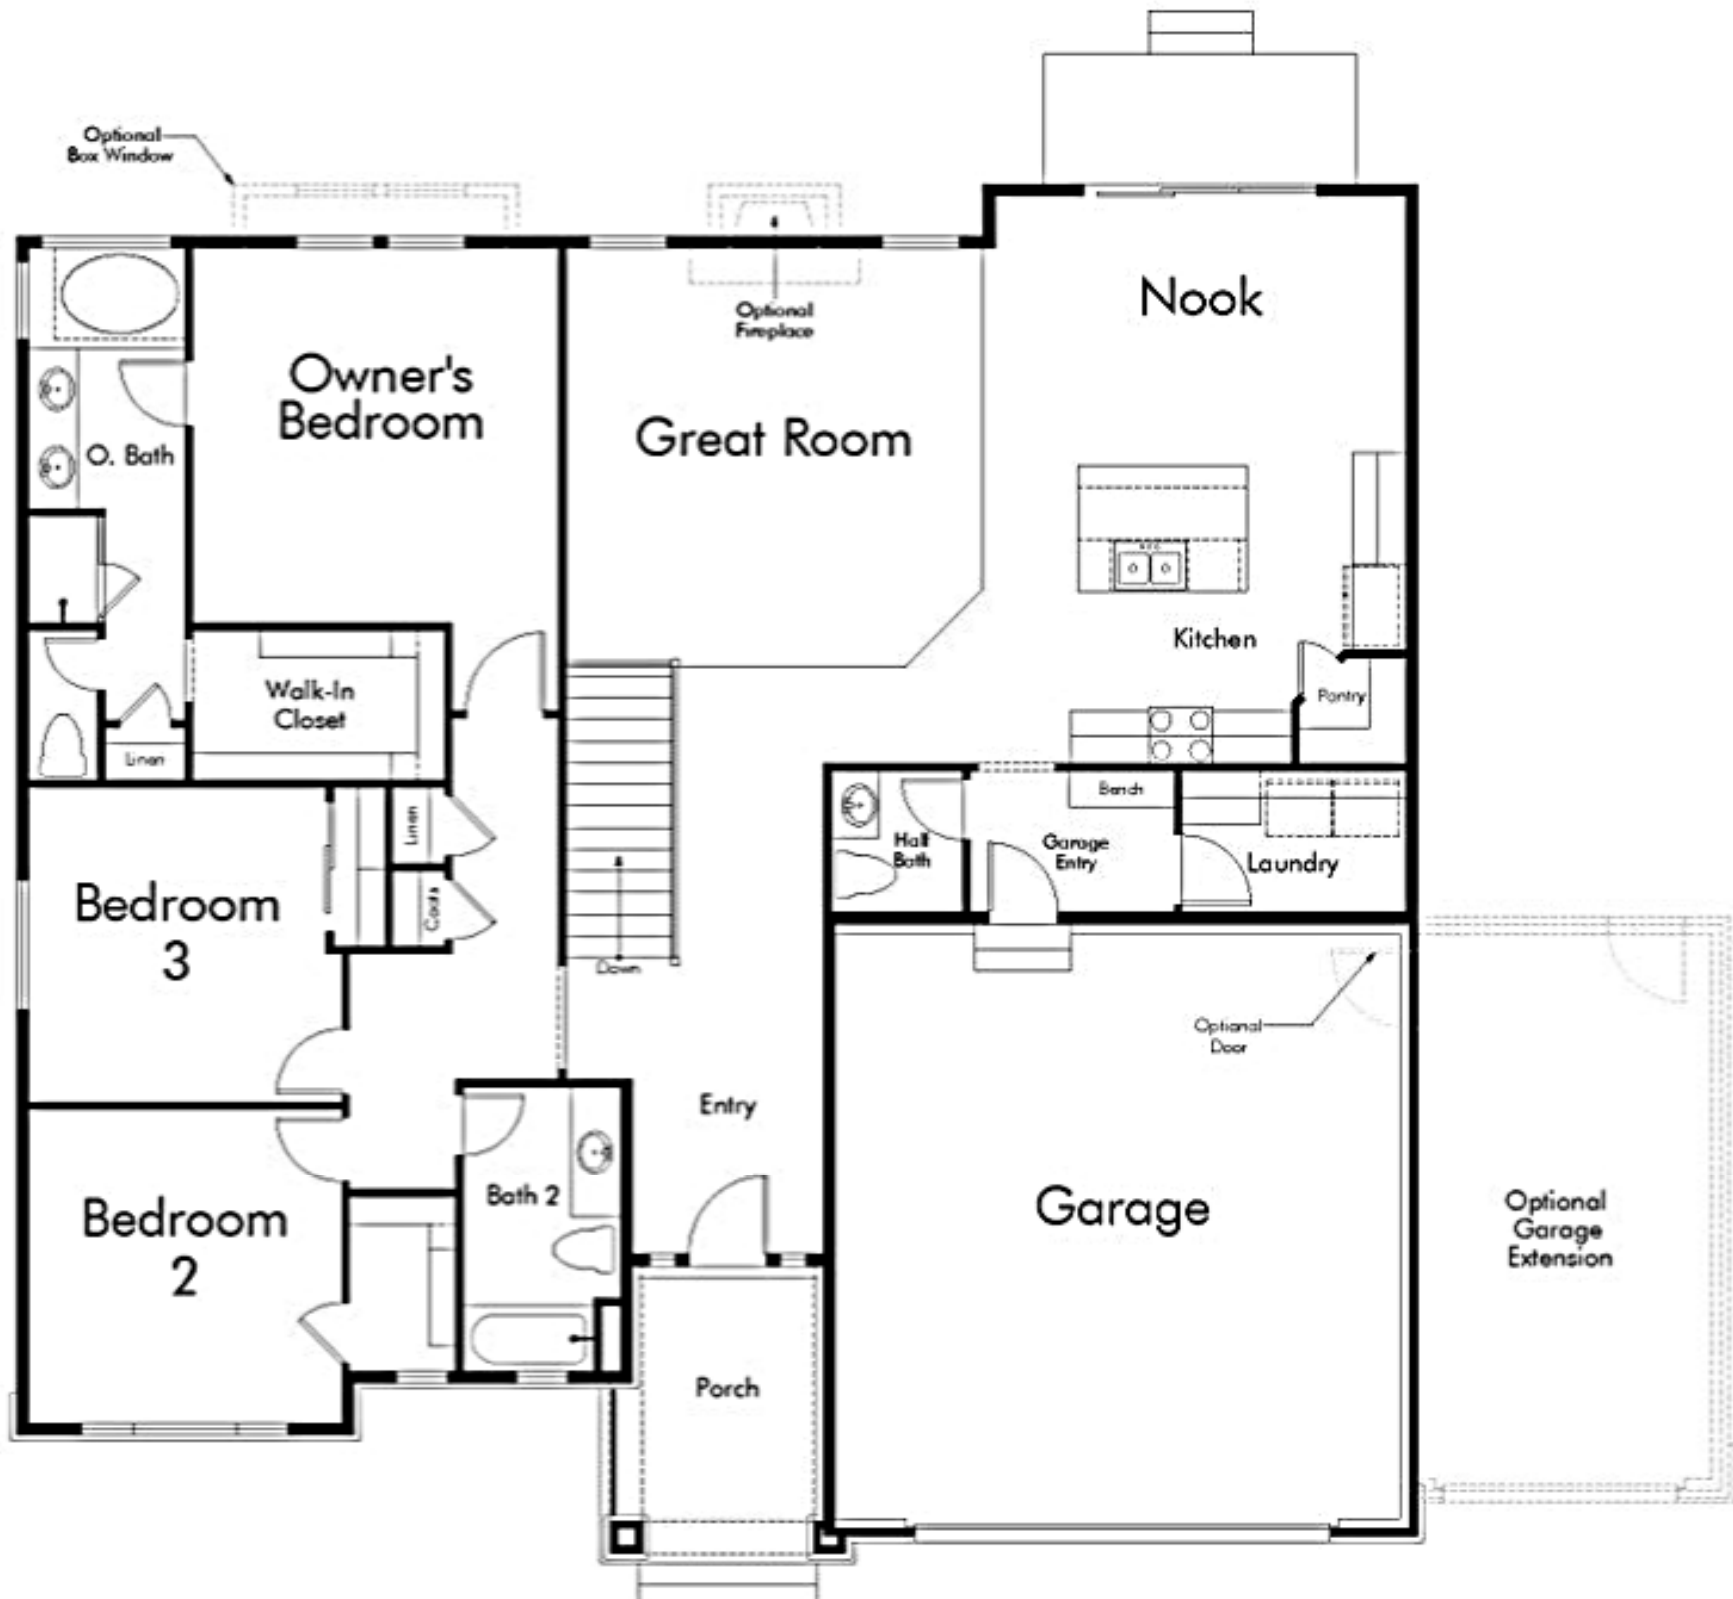 Optional
Box Window
Nook
Optional
Fireplace
Owner's
Bedroom
Great Room
O. Bath
Kitchen
Walk-In
Closet
Pantry
Linen
Bench
Linen
Half
Bath
Garage
Entry
Laundry
Bedroom
3
Coats
Down
Optional
Door
Entry
Bath 2
Garage
Optional
Garage
Extension
Bedroom
2
Porch